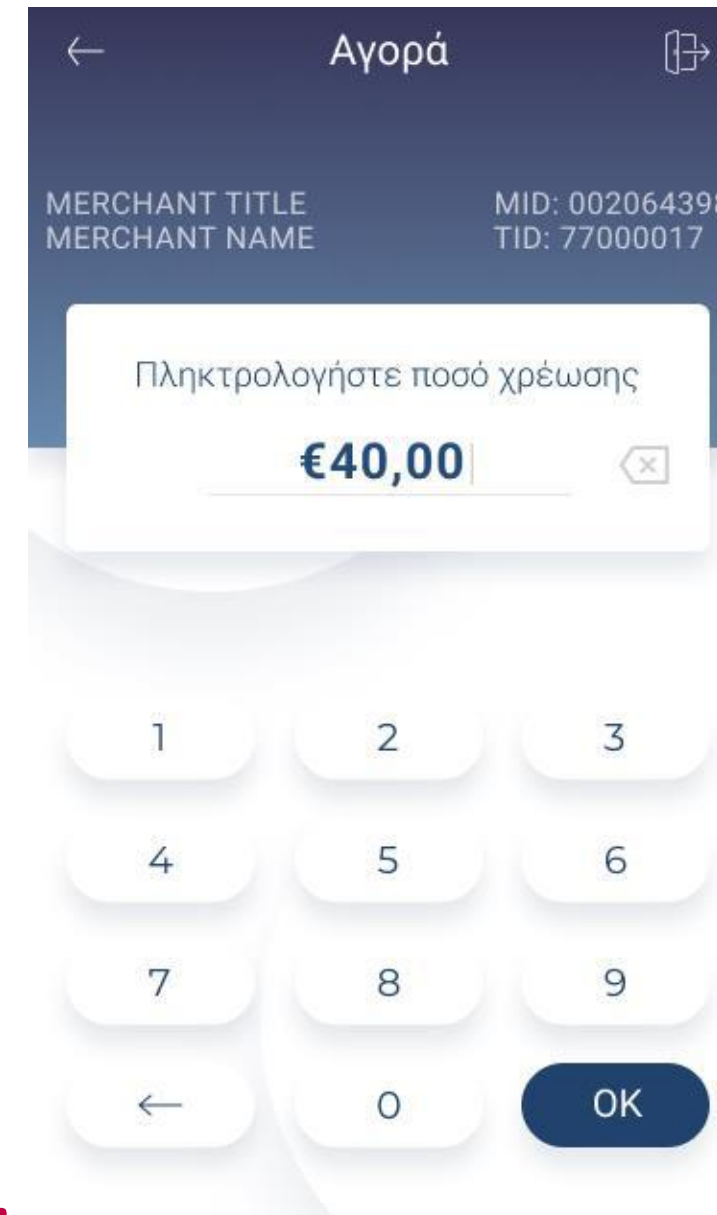 Αγορά
MERCHANT TITLE MID: 002064398
MERCHANT NAME TID: 77000017
Πληκτρολογήστε ποσό χρέωσης
€40,00
1 2 3
4 5 6
7 8 9
0 OK